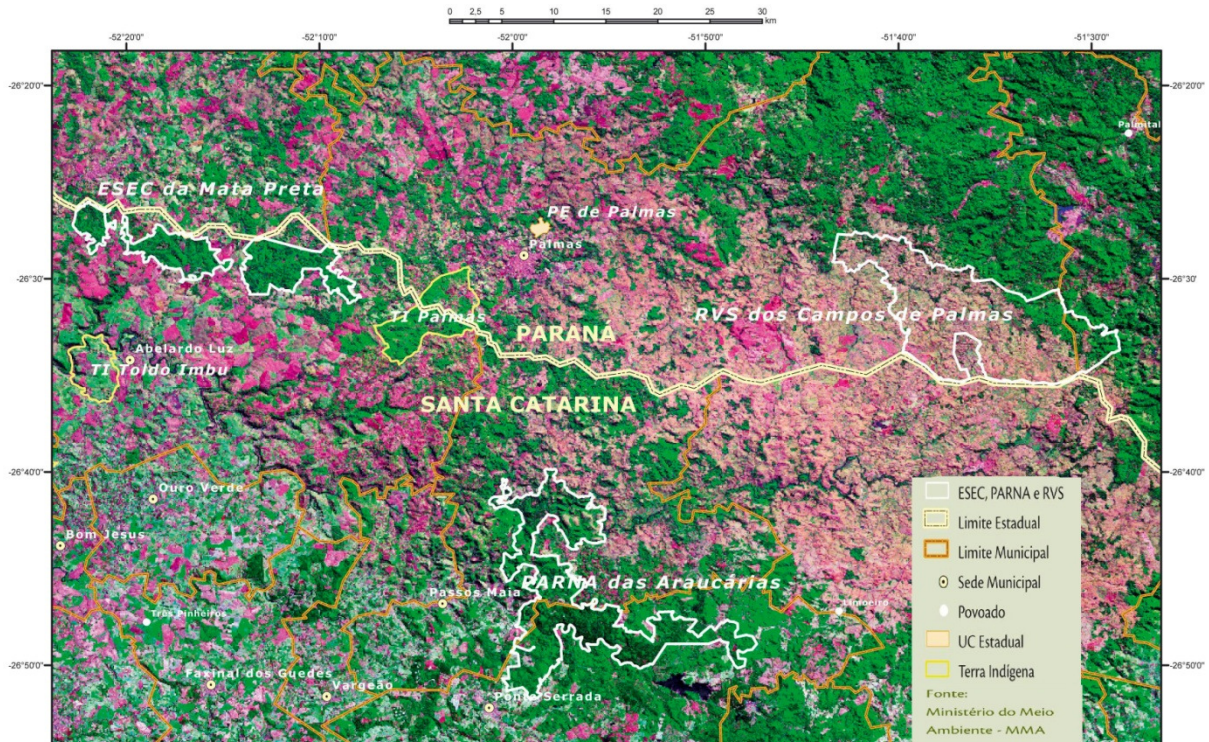 0 2,5 5 10 15 20 25 30
km
-52°20'0" -52°10'0" -52°0'0" -51°50'0" -51°40'0" -51°30'0"
-26°20'0" -26°20'0"
Palmital
ESEC da Mata Preta
PE de Palmas
Palmas
-26°30'0" -26°30'0"
TI Palmas
RVS dos Campos de Palmas
PARANÁ
Abelardo Luz
TI Toldo Imbu
SANTA CATARINA
-26°40'0" -26°40'0"
Ouro Verde
Bom Jesus
PARNA das Araucárias
Passos Maia
Três Pinheiros
Limoeiro
-26°50'0" -26°50'0"
Faxinal dos Guedes
Vargeão
Ponte Serrada
ESEC, PARNA e RVS
Limite Estadual
Limite Municipal
Sede Municipal
Povoado
UC Estadual
Terra Indígena
Fonte:
Ministério do Meio
Ambiente - MMA